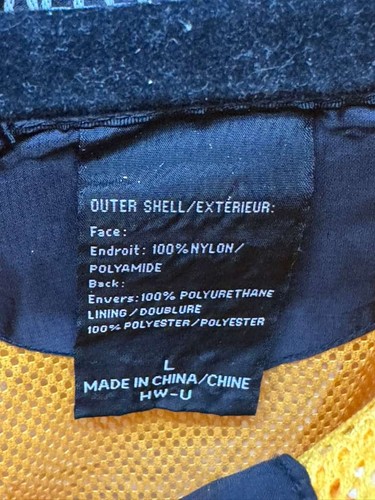 OUTER SHELL/EXTÉRIEUR:
Face:
Endroit: 100% NYLON/
POLYAMIDE
Back:
Envers: 100% POLYURETHANE
LINING/DOUBLURE
100% POLYESTER/POLYESTER
L
MADE IN CHINA/CHINE
HW-U